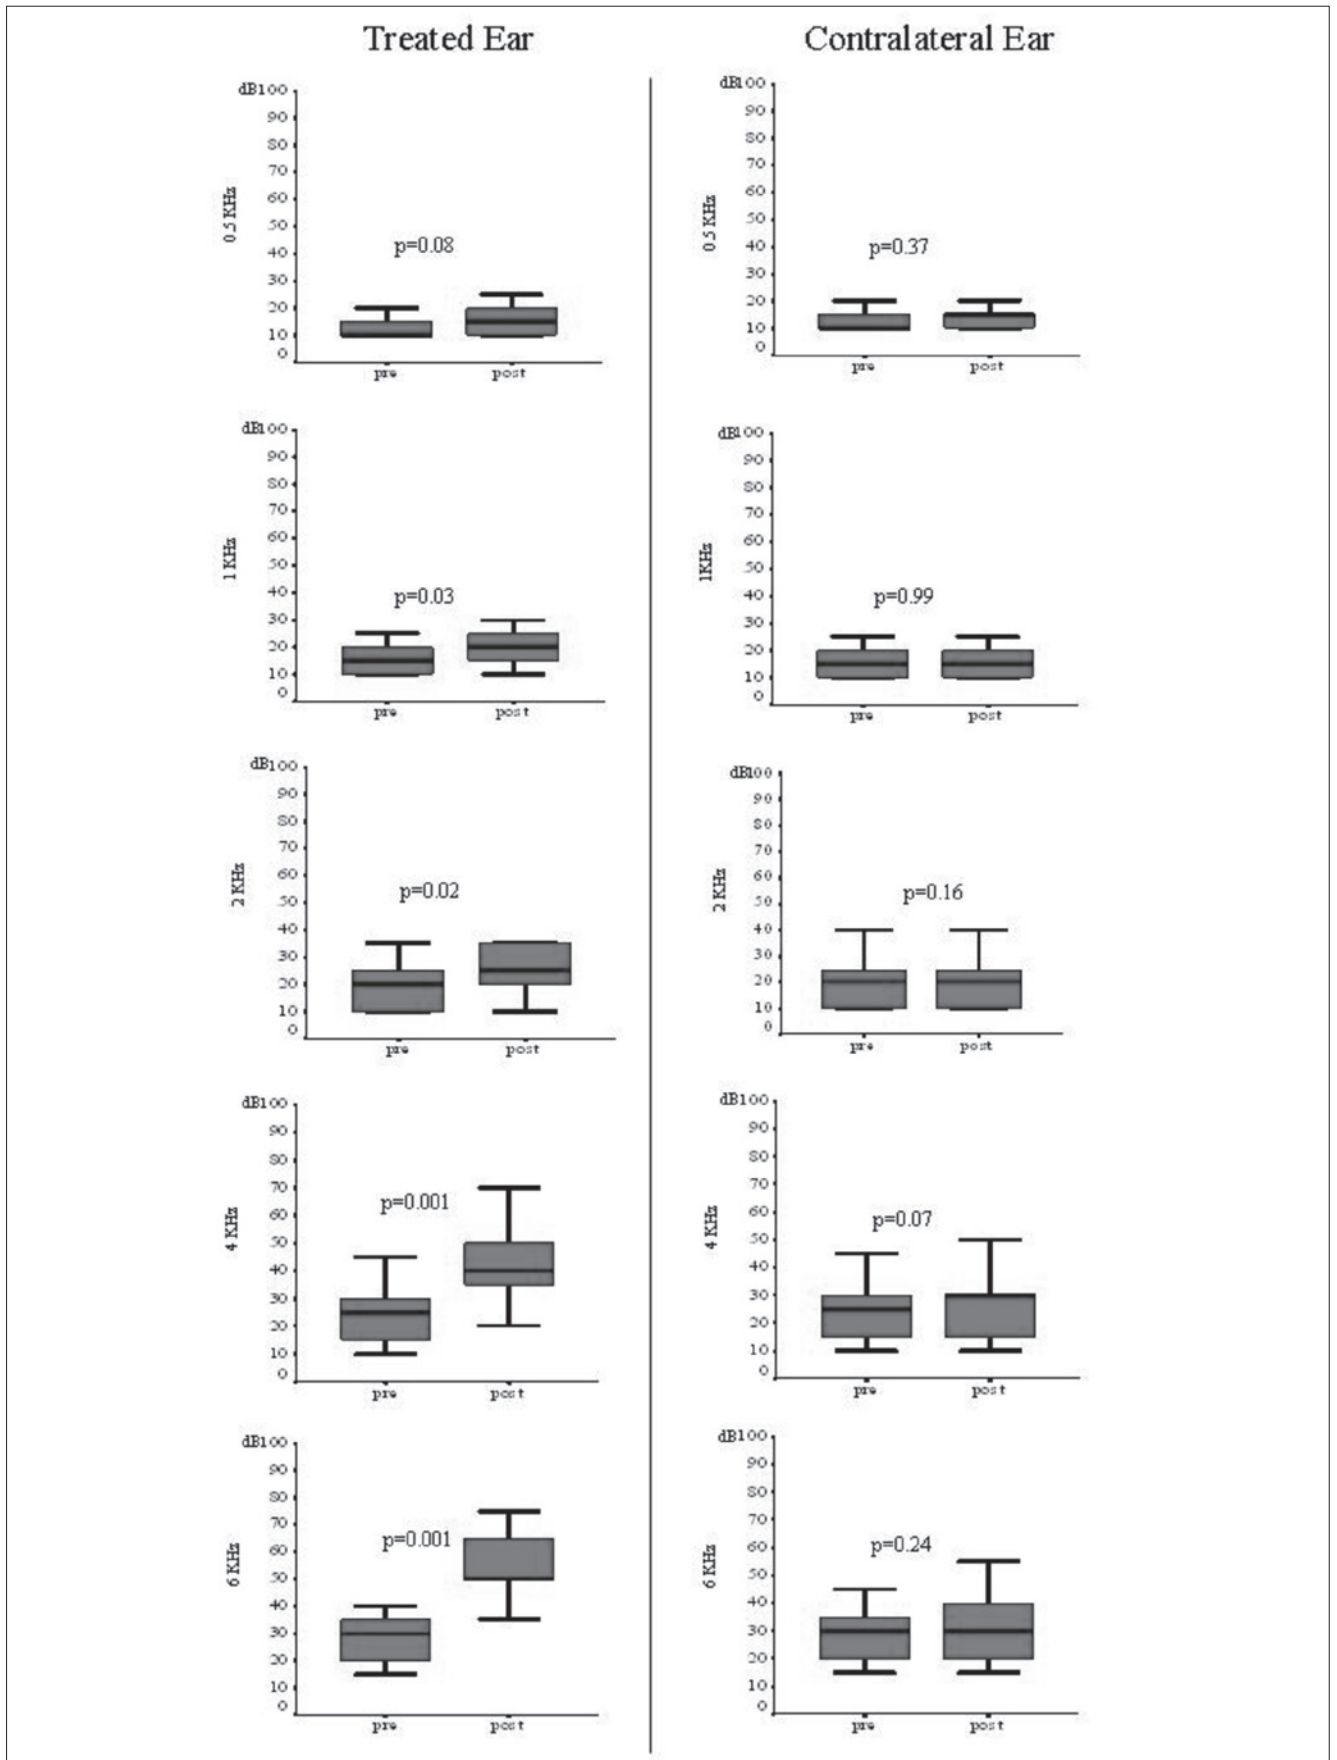 Treated Ear
Contralateral Ear
dB100
90
80
70
60
50
40
30
20
10
0
0.5 KHz
p=0.08
pre
post
dB100
90
80
70
60
50
40
30
20
10
0
0.5 KHz
p=0.37
pre
post
dB100
90
80
70
60
50
40
30
20
10
0
1 KHz
p=0.03
pre
post
dB100
90
80
70
60
50
40
30
20
10
0
1KHz
p=0.99
pre
post
dB100
90
80
70
60
50
40
30
20
10
0
2 KHz
p=0.02
pre
post
dB100
90
80
70
60
50
40
30
20
10
0
2 KHz
p=0.16
pre
post
dB100
90
80
70
60
50
40
30
20
10
0
4 KHz
p=0.001
pre
post
dB100
90
80
70
60
50
40
30
20
10
0
4 KHz
p=0.07
pre
post
dB100
90
80
70
60
50
40
30
20
10
0
6 KHz
p=0.001
pre
post
dB100
90
80
70
60
50
40
30
20
10
0
6 KHz
p=0.24
pre
post